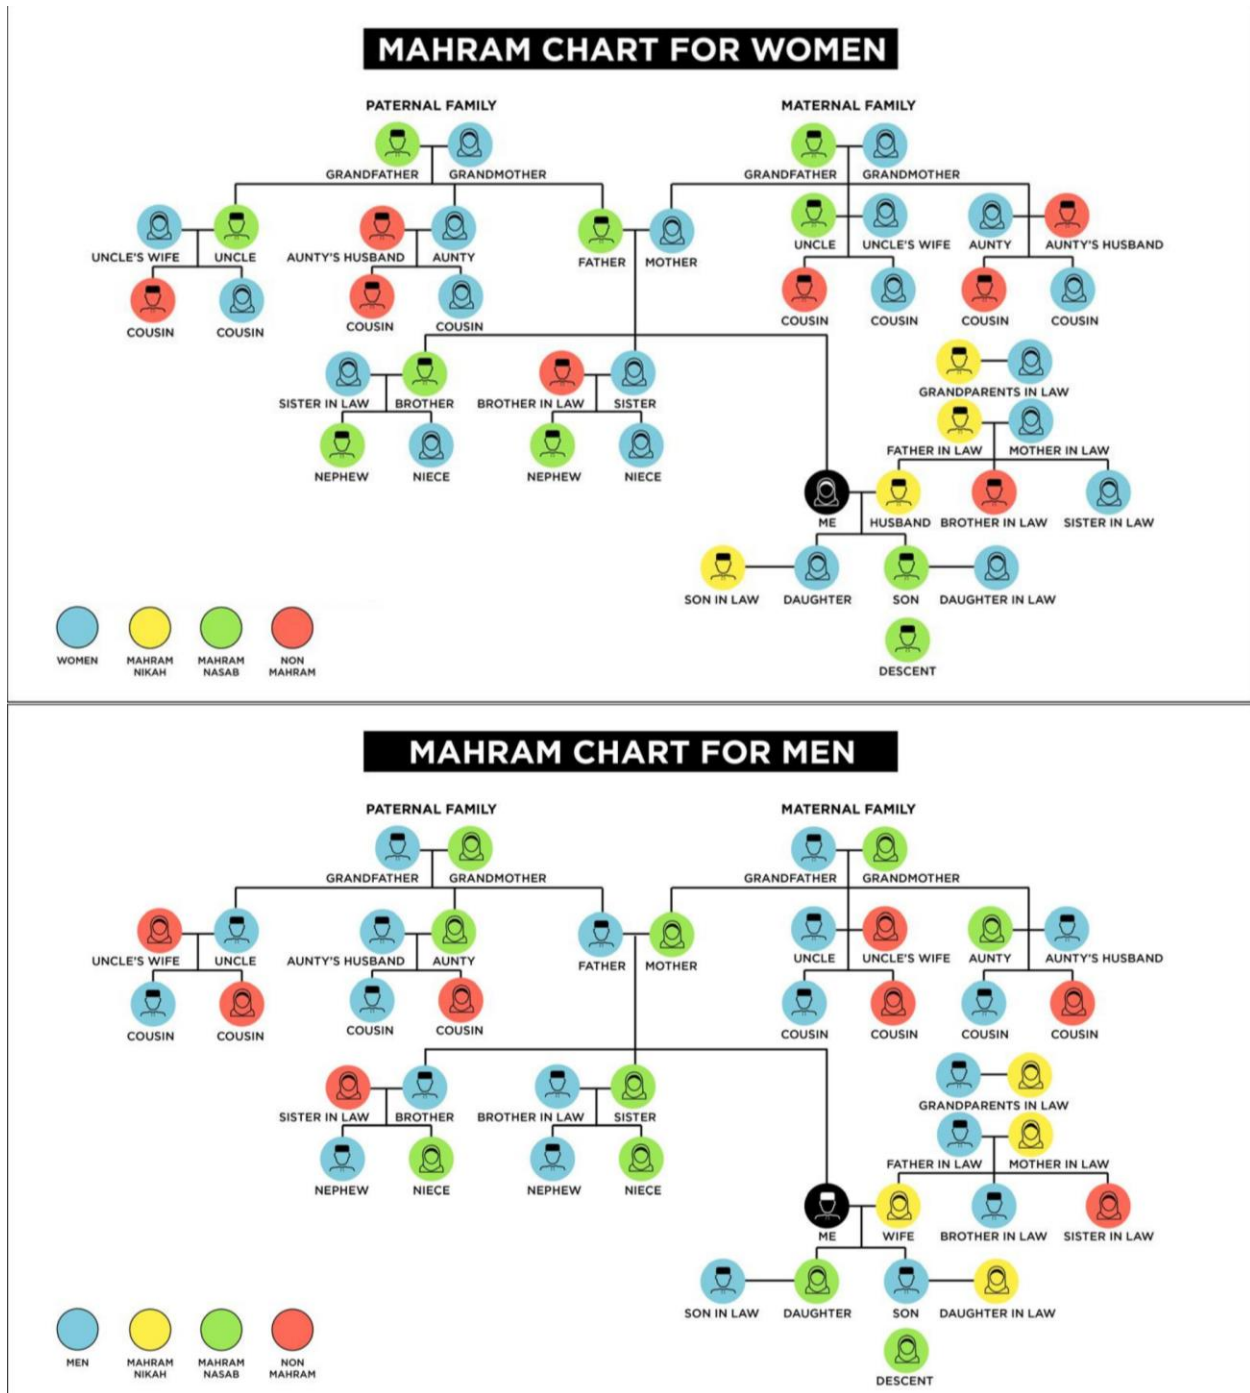 MAHRAM CHART FOR WOMEN
PATERNAL FAMILY
MATERNAL FAMILY
GRANDFATHER
GRANDMOTHER
GRANDFATHER
GRANDMOTHER
UNCLE'S WIFE
UNCLE
AUNTY'S HUSBAND
AUNTY
FATHER
MOTHER
UNCLE
UNCLE'S WIFE
AUNTY
AUNTY'S HUSBAND
COUSIN
COUSIN
COUSIN
COUSIN
COUSIN
COUSIN
COUSIN
COUSIN
GRANDPARENTS IN LAW
SISTER IN LAW
BROTHER
BROTHER IN LAW
SISTER
FATHER IN LAW
MOTHER IN LAW
NEPHEW
NIECE
NEPHEW
NIECE
ME
HUSBAND
BROTHER IN LAW
SISTER IN LAW
SON IN LAW
DAUGHTER
SON
DAUGHTER IN LAW
DESCENT
WOMEN
MAHRAM
NIKAH
MAHRAM
NASAB
NON
MAHRAM
MAHRAM CHART FOR MEN
PATERNAL FAMILY
MATERNAL FAMILY
GRANDFATHER
GRANDMOTHER
GRANDFATHER
GRANDMOTHER
UNCLE'S WIFE
UNCLE
AUNTY'S HUSBAND
AUNTY
FATHER
MOTHER
UNCLE
UNCLE'S WIFE
AUNTY
AUNTY'S HUSBAND
COUSIN
COUSIN
COUSIN
COUSIN
COUSIN
COUSIN
COUSIN
COUSIN
GRANDPARENTS IN LAW
SISTER IN LAW
BROTHER
BROTHER IN LAW
SISTER
FATHER IN LAW
MOTHER IN LAW
NEPHEW
NIECE
NEPHEW
NIECE
ME
WIFE
BROTHER IN LAW
SISTER IN LAW
SON IN LAW
DAUGHTER
SON
DAUGHTER IN LAW
DESCENT
MEN
MAHRAM
NIKAH
MAHRAM
NASAB
NON
MAHRAM